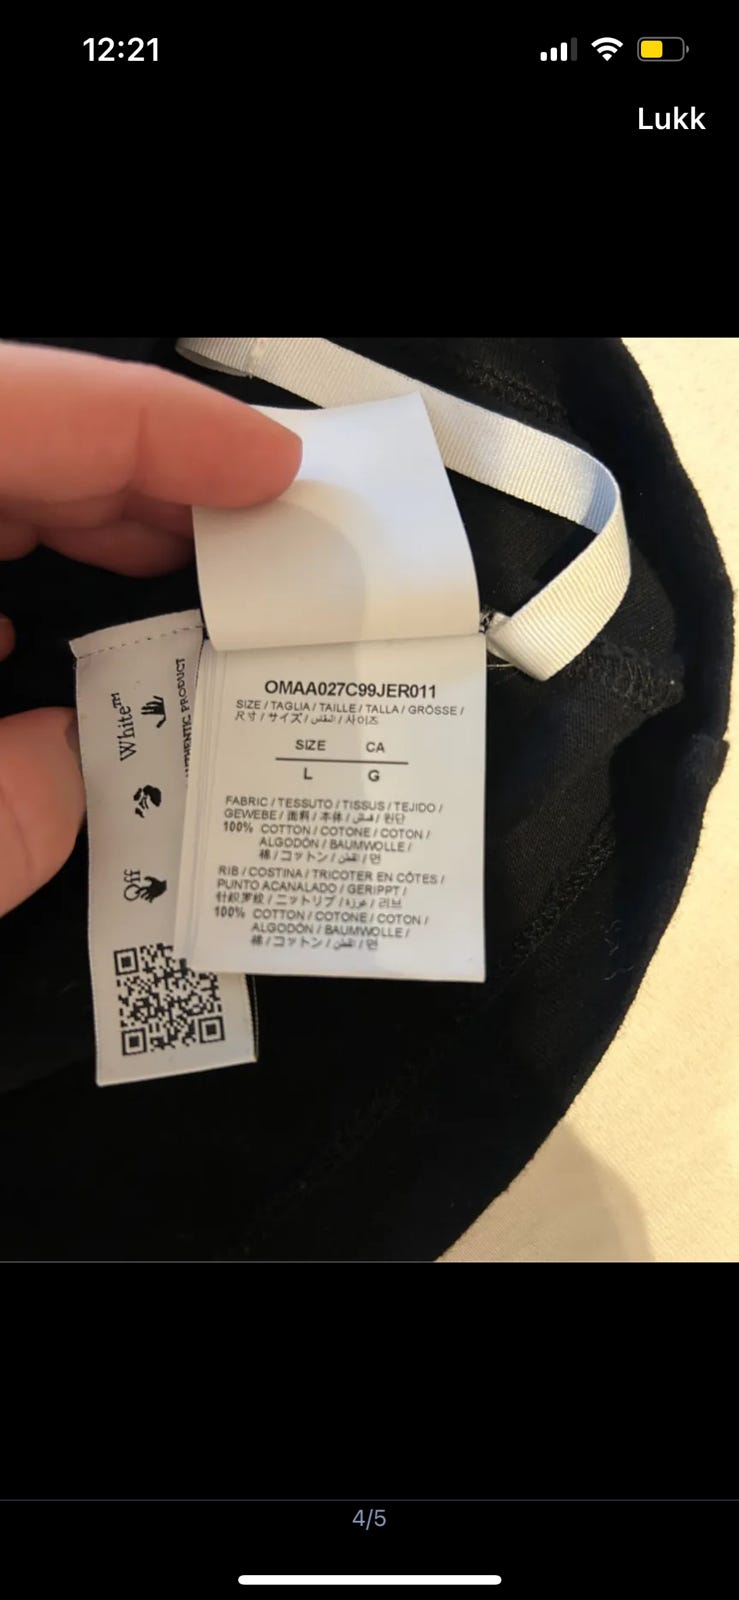 12:21
Lukk
OMAA027C99JER011
SIZE / TAGLIA / TAILLE / TALLA / GRÖSSE /
尺寸 / サイズ / المقاس / 사이즈
SIZE CA
L G
FABRIC / TESSUTO / TISSUS / TEJIDO /
GEWEBE / 面料 / 本体 / قماش / 원단
100% COTTON / COTONE / COTON /
ALGODÓN / BAUMWOLLE /
棉 / コットン / قطن / 면
RIB / COSTINA / TRICOTER EN CÔTES /
PUNTO ACANALADO / GERIPPT /
针织罗纹 / ニットリブ / 리브
100% COTTON / COTONE / COTON /
ALGODÓN / BAUMWOLLE /
棉 / コットン / قطن / 면
Off
White™
AUTHENTIC PRODUCT
4/5